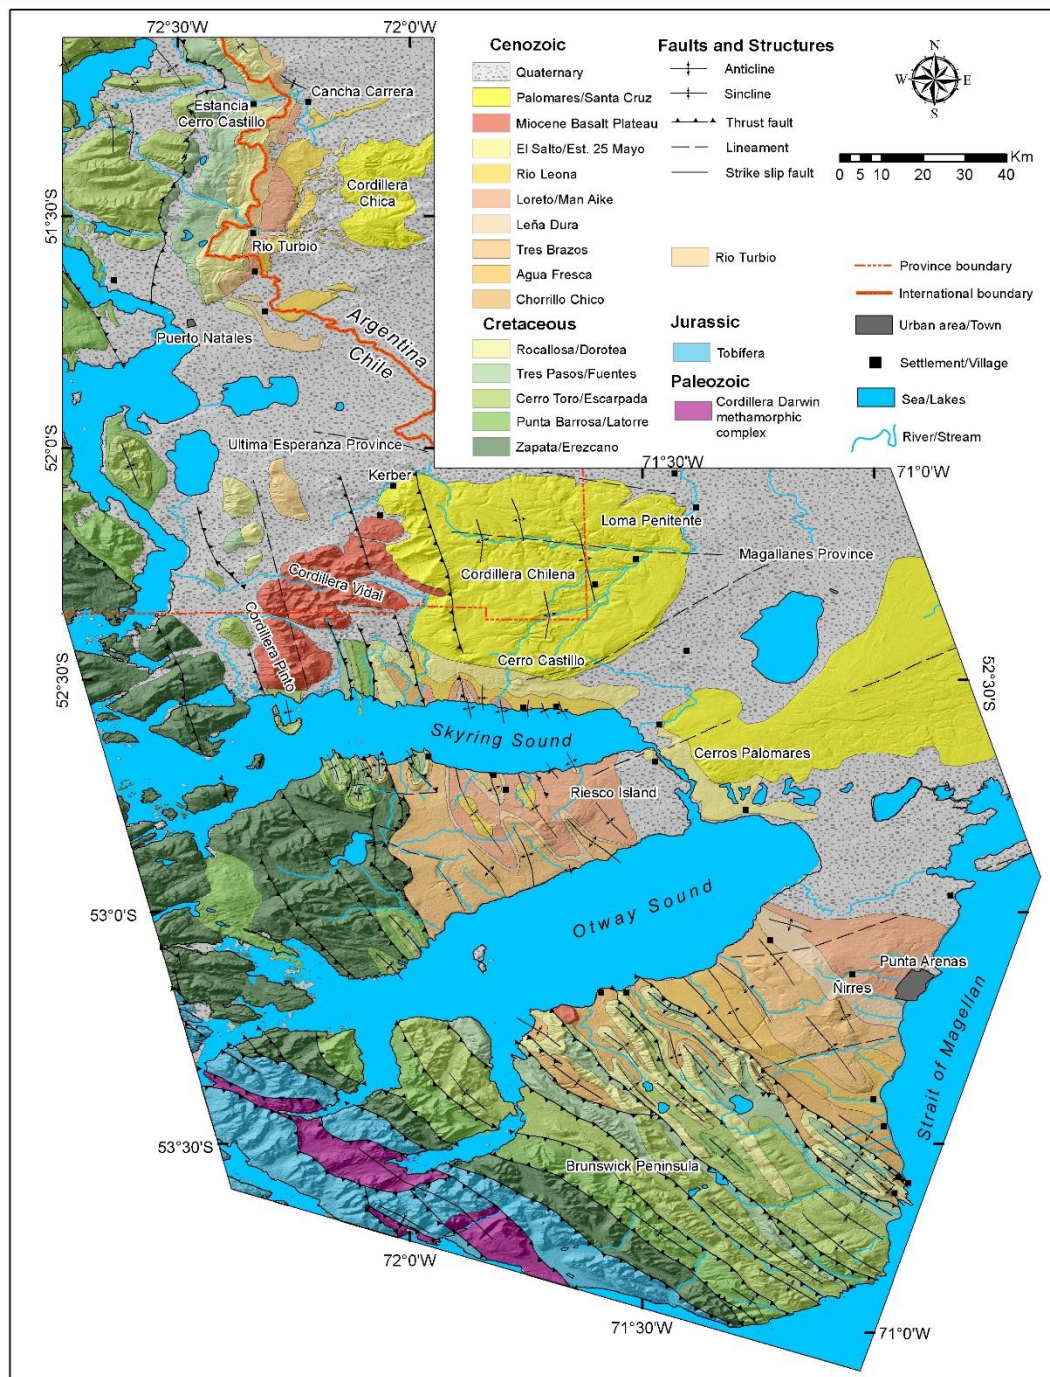 72°30'W
72°0'W
Cenozoic
Quaternary
Palomares/Santa Cruz
Miocene Basalt Plateau
El Salto/Est. 25 Mayo
Rio Leona
Loreto/Man Aike
Leña Dura
Tres Brazos
Agua Fresca
Chorrillo Chico
Cretaceous
Rocallosa/Dorotea
Tres Pasos/Fuentes
Cerro Toro/Escarpada
Punta Barrosa/Latorre
Zapata/Erezcano
Faults and Structures
Anticline
Sincline
Thrust fault
Lineament
Strike slip fault
Rio Turbio
Jurassic
Tobífera
Paleozoic
Cordillera Darwin
methamorphic
complex
N
W
E
S
Km
0 5 10 20 30 40
Province boundary
International boundary
Urban area/Town
Settlement/Village
Sea/Lakes
River/Stream
Cancha Carrera
Estancia
Cerro Castillo
Cordillera
Chica
51°30'S
Rio Turbio
Argentina
Chile
Puerto Natales
52°0'S
Ultima Esperanza Province
Kerber
71°30'W
71°0'W
Loma Penitente
Magallanes Province
Cordillera Chilena
Cordillera Vidal
Cordillera Pinto
Cerro Castillo
52°30'S
52°30'S
Skyring Sound
Cerros Palomares
Riesco Island
53°0'S
Otway Sound
Punta Arenas
Ñirres
Strait of Magellan
53°30'S
Brunswick Peninsula
72°0'W
71°30'W
71°0'W